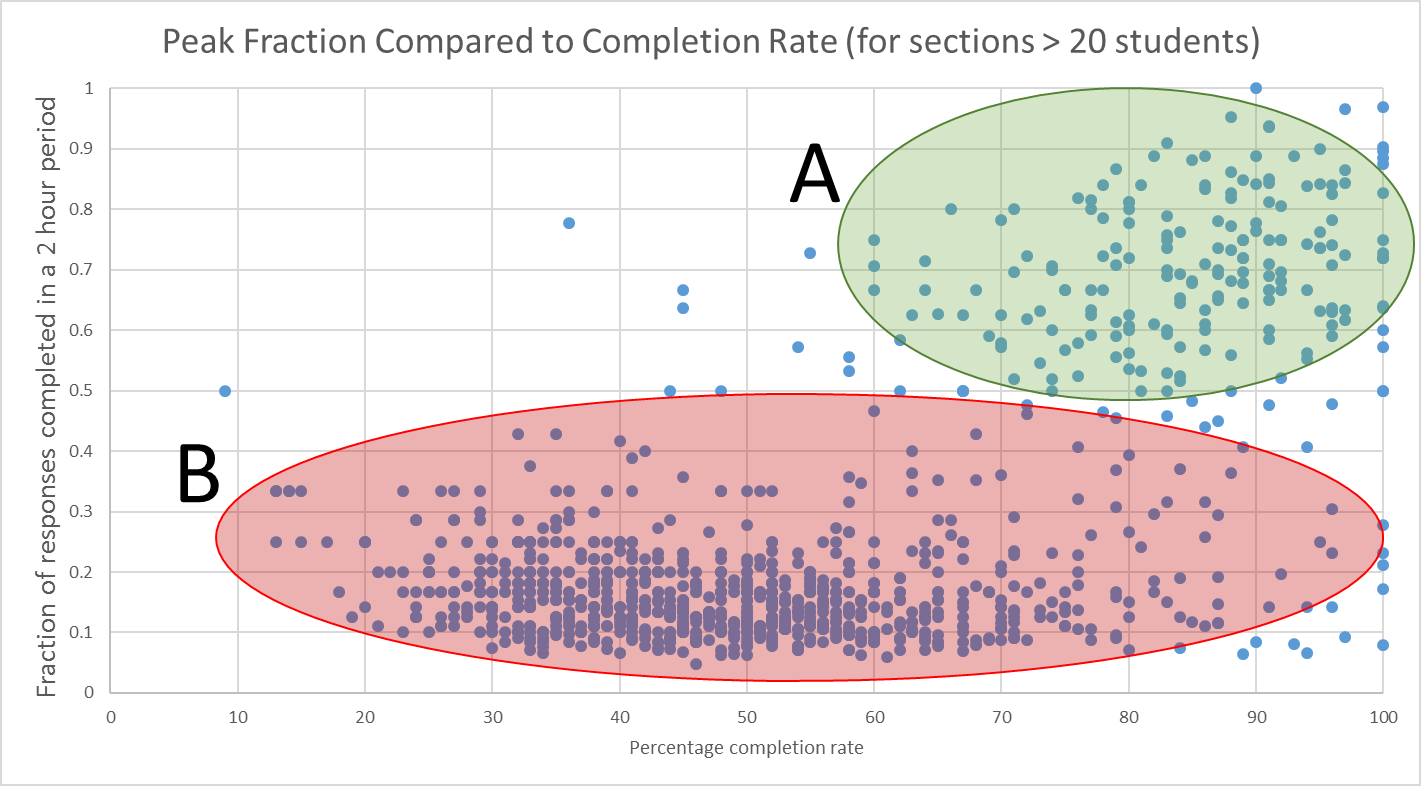 Peak Fraction Compared to Completion Rate (for sections > 20 students)
Fraction of responses completed in a 2 hour period
1
0.9
0.8
0.7
0.6
0.5
0.4
0.3
0.2
0.1
0
A
B
0 10 20 30 40 50 60 70 80 90 100
Percentage completion rate